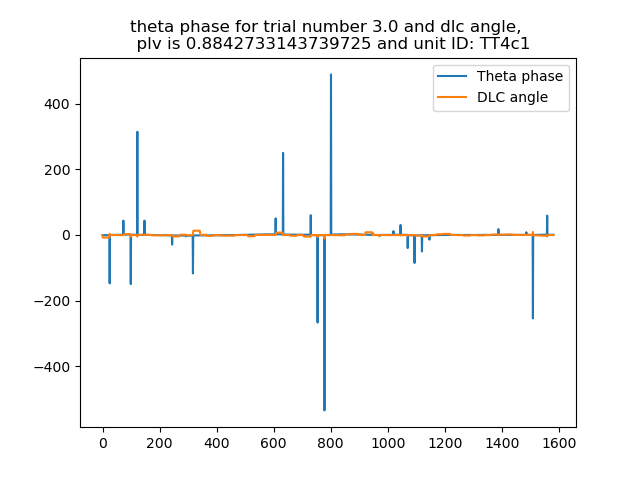 theta phase for trial number 3.0 and dlc angle,
plv is 0.8842733143739725 and unit ID: TT4c1
Theta phase
DLC angle
400
200
0
−200
−400
0 200 400 600 800 1000 1200 1400 1600